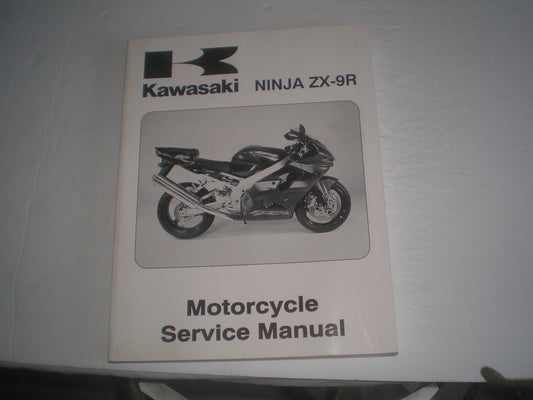 Kawasaki NINJA ZX-9R
Motorcycle
Service Manual